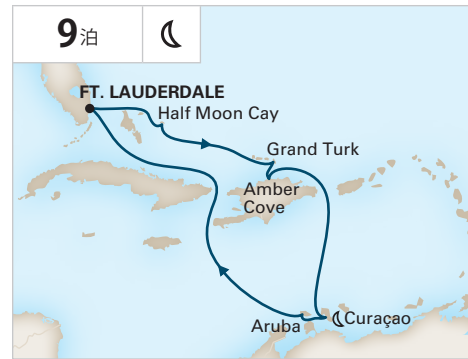 9泊
FT. LAUDERDALE
Half Moon Cay
Grand Turk
Amber
Cove
Curaçao
Aruba